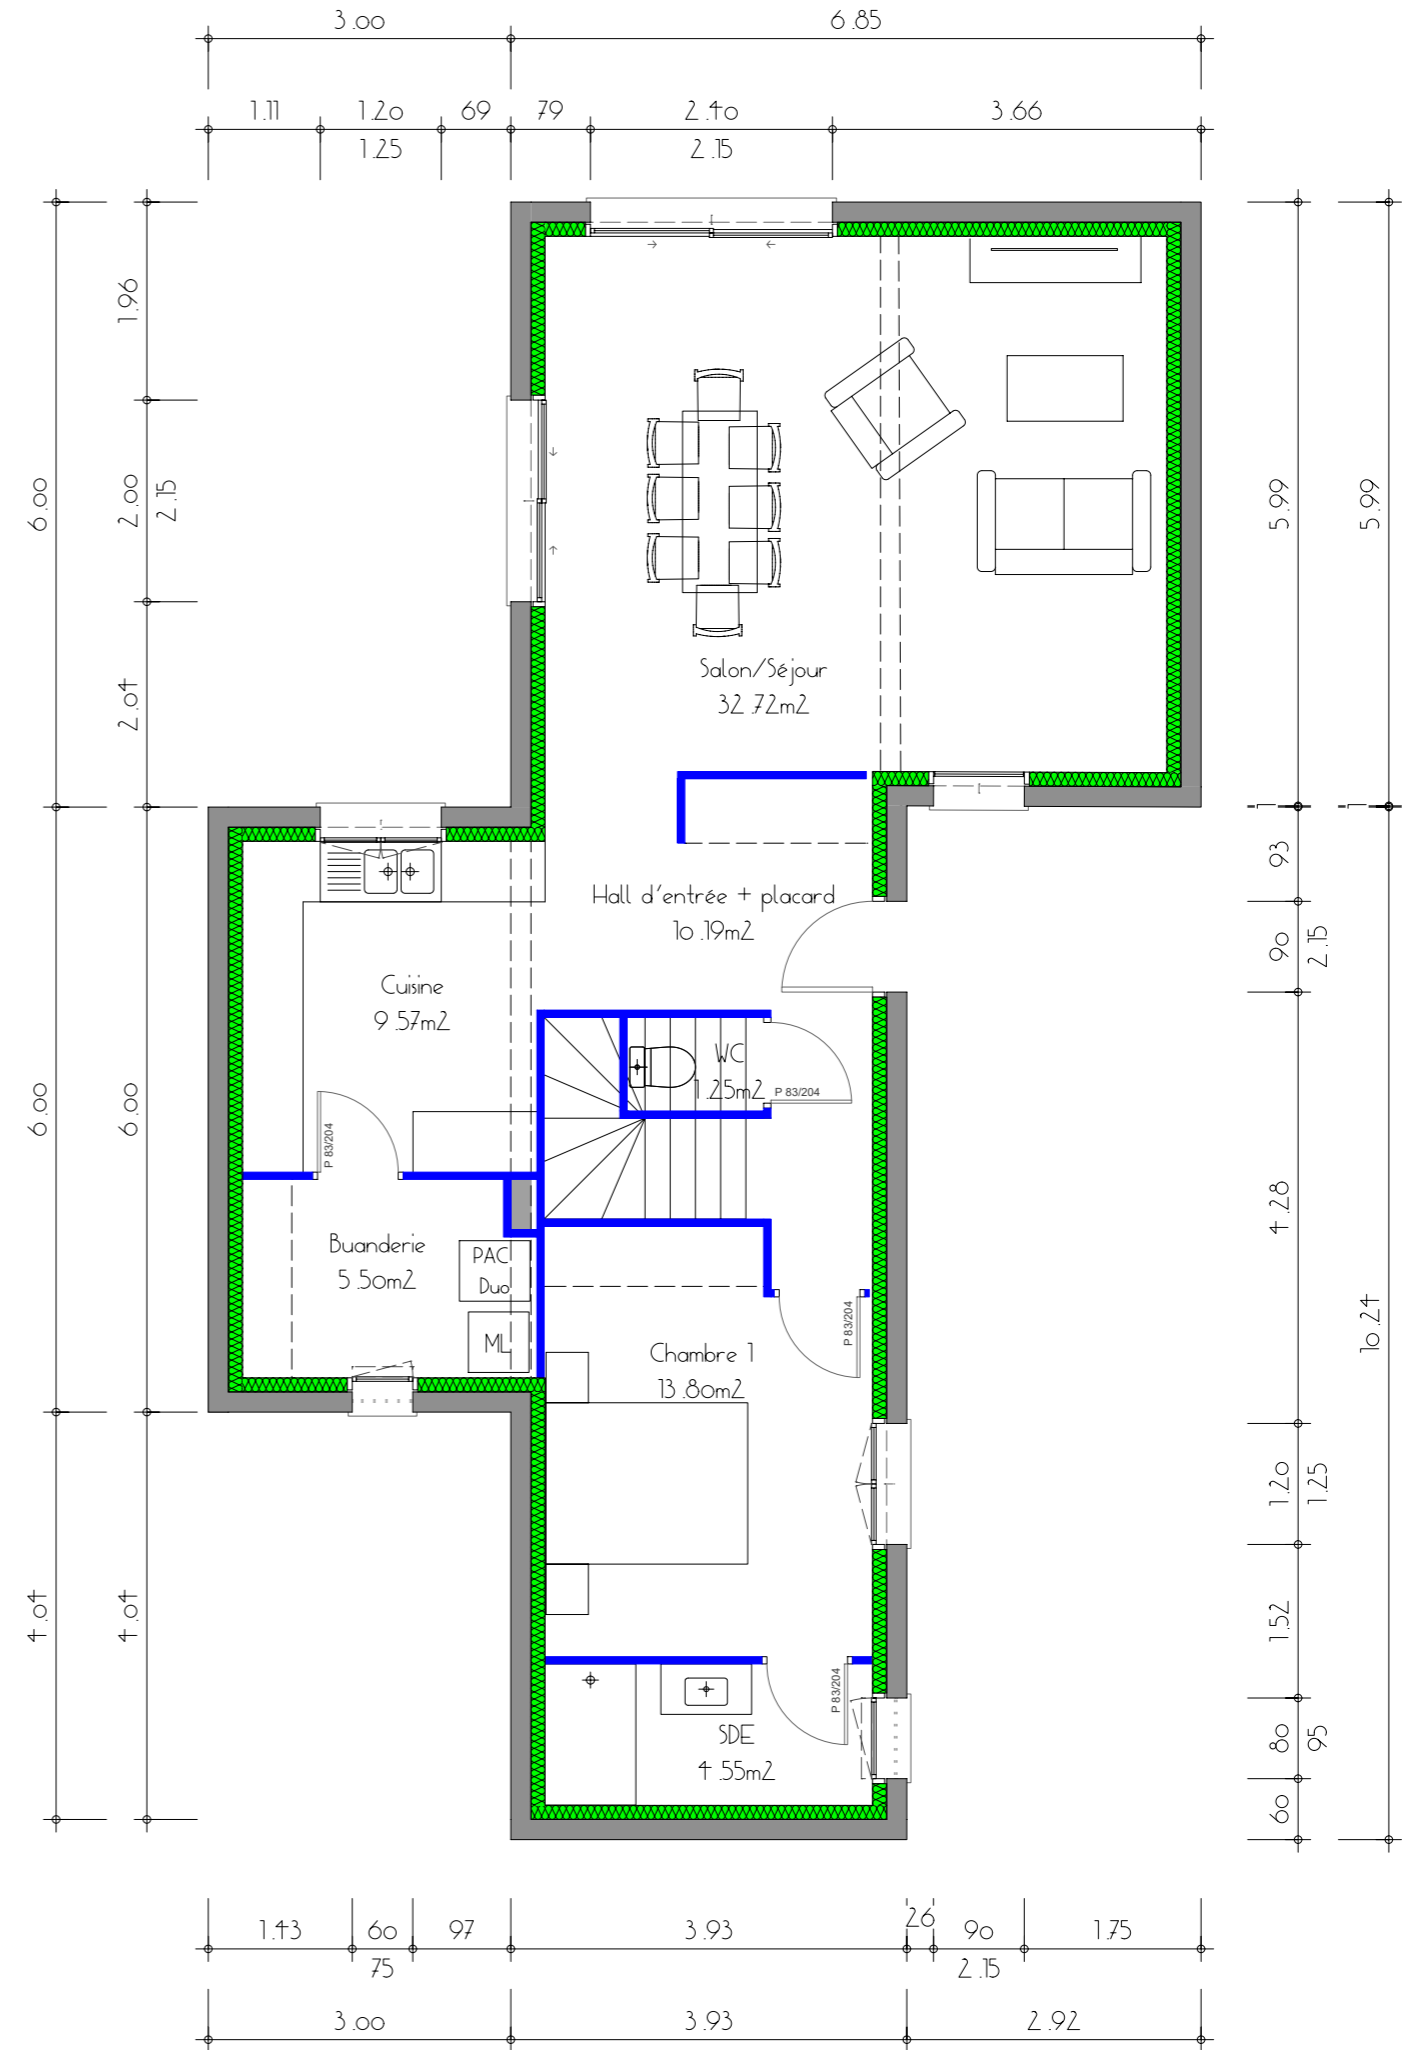 3.00 6.85
1.11 1.20 69 79 2.40 3.66
1.25 2.15
1.96
6.00
2.00
2.15
2.04
6.00
6.00
4.04
4.04
5.99
5.99
1
1
93
90
2.15
4.28
10.24
1.20
1.25
1.52
80
95
60
Salon/Séjour
32.72m2
Hall d'entrée + placard
10.19m2
Cuisine
9.57m2
WC
1.25m2
P 83/204
P 83/204
Buanderie
5.50m2
PAC
Duo
ML
P 83/204
Chambre 1
13.80m2
P 83/204
SDE
4.55m2
1.43 60 97 3.93 26 90 1.75
75 2.15
3.00 3.93 2.92